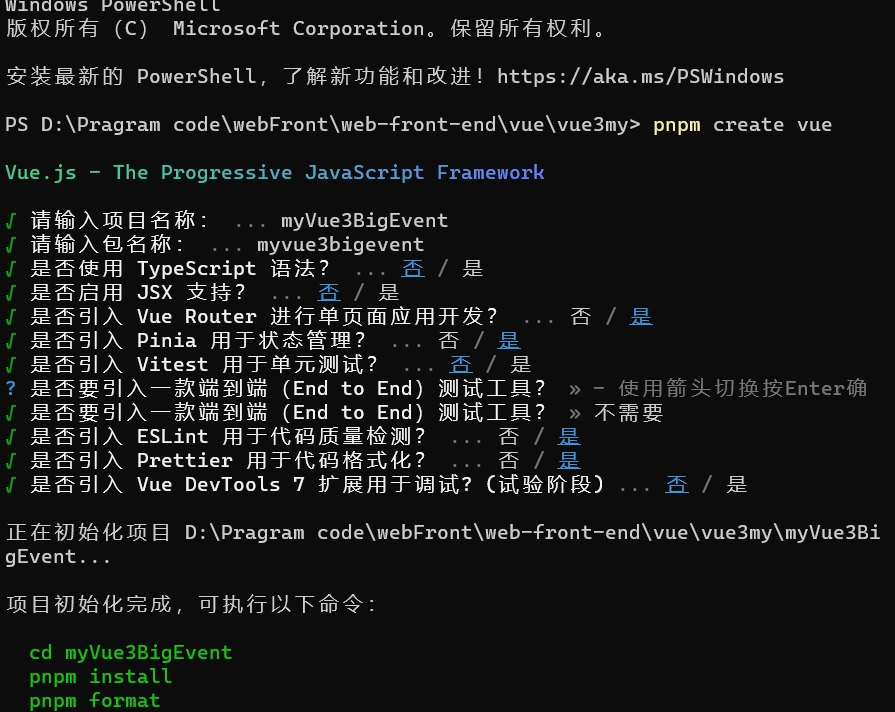 Windows PowerShell
版权所有 (C)  Microsoft Corporation。保留所有权利。
安装最新的 PowerShell，了解新功能和改进！https://aka.ms/PSWindows
PS D:\Pragram code\webFront\web-front-end\vue\vue3my> pnpm create vue
Vue.js - The Progressive JavaScript Framework
√ 请输入项目名称： ... myVue3BigEvent
√ 请输入包名称： ... myvue3bigevent
√ 是否使用 TypeScript 语法？ ... 否 / 是
√ 是否启用 JSX 支持？ ... 否 / 是
√ 是否引入 Vue Router 进行单页面应用开发？ ... 否 / 是
√ 是否引入 Pinia 用于状态管理？ ... 否 / 是
√ 是否引入 Vitest 用于单元测试？ ... 否 / 是
? 是否要引入一款端到端（End to End）测试工具？ » - 使用箭头切换按Enter确
√ 是否要引入一款端到端（End to End）测试工具？ » 不需要
√ 是否引入 ESLint 用于代码质量检测？ ... 否 / 是
√ 是否引入 Prettier 用于代码格式化？ ... 否 / 是
√ 是否引入 Vue DevTools 7 扩展用于调试? (试验阶段) ... 否 / 是
正在初始化项目 D:\Pragram code\webFront\web-front-end\vue\vue3my\myVue3Bi
gEvent...
项目初始化完成，可执行以下命令：
cd myVue3BigEvent
pnpm install
pnpm format